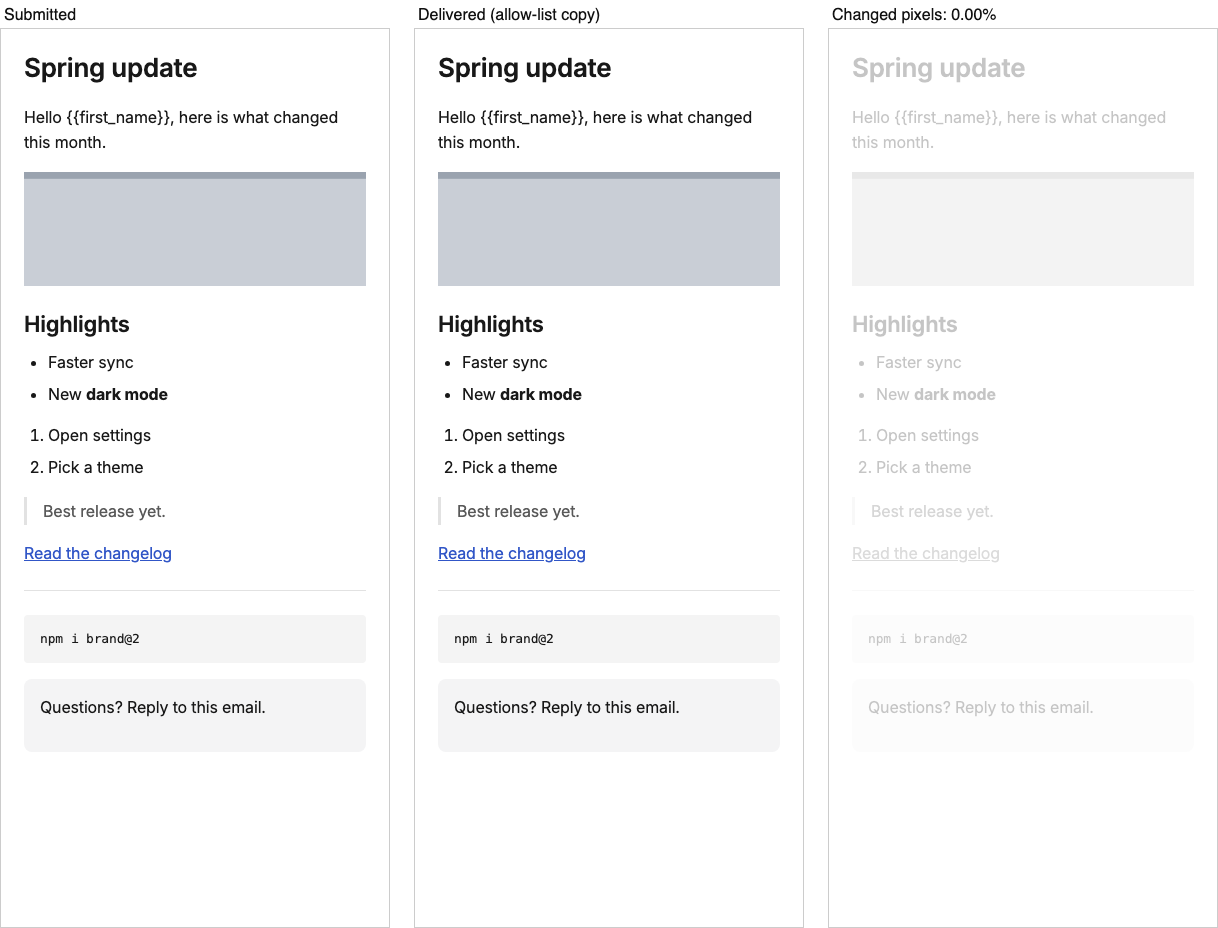 Submitted
Spring update
Hello {{first_name}}, here is what changed
this month.
Highlights
• Faster sync
• New dark mode
1. Open settings
2. Pick a theme
Best release yet.
Read the changelog
npm i brand@2
Questions? Reply to this email.
Delivered (allow-list copy)
Spring update
Hello {{first_name}}, here is what changed
this month.
Highlights
• Faster sync
• New dark mode
1. Open settings
2. Pick a theme
Best release yet.
Read the changelog
npm i brand@2
Questions? Reply to this email.
Changed pixels: 0.00%
Spring update
Hello {{first_name}}, here is what changed
this month.
Highlights
• Faster sync
• New dark mode
1. Open settings
2. Pick a theme
Best release yet.
Read the changelog
npm i brand@2
Questions? Reply to this email.